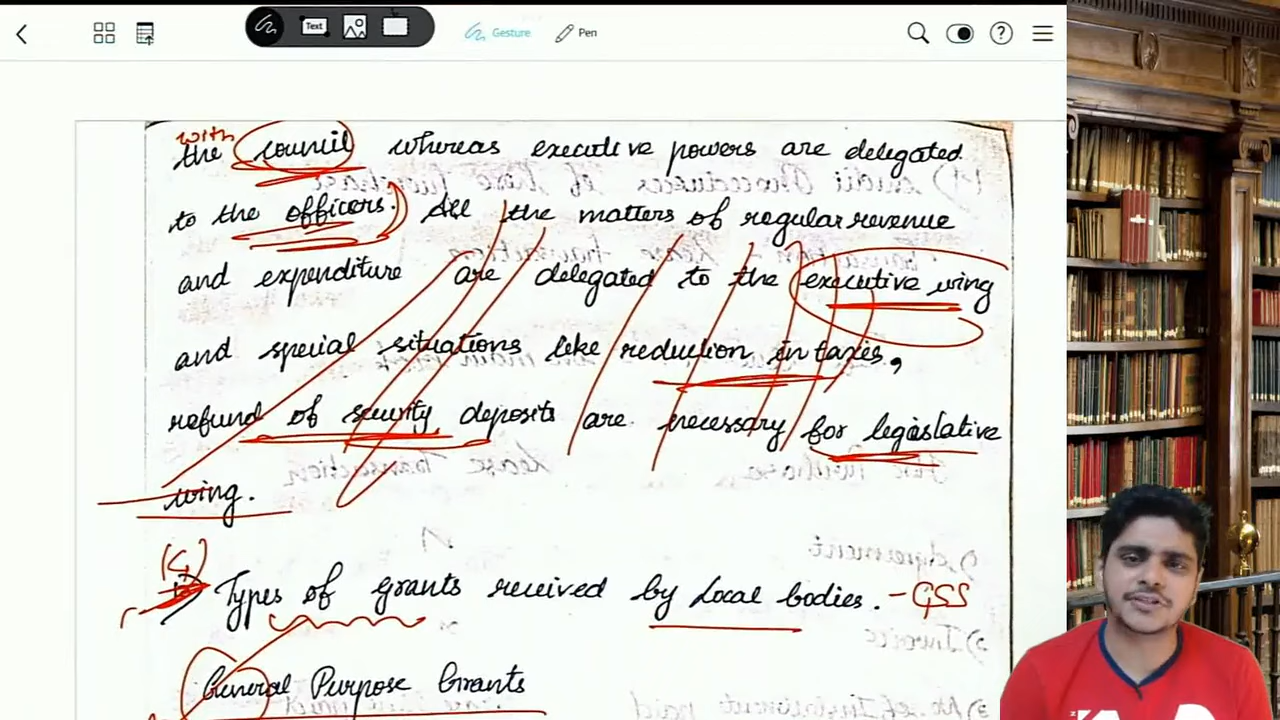 Text
Gesture
Pen
with
the council whereas executive powers are delegated
to the officers. All the matters of regular revenue
and expenditure are delegated to the executive wing
and special situations like reduction in taxes,
refund of security deposits are necessary for legislative
wing.
Types of grants received by Local bodies. - GSS
General Purpose Grants